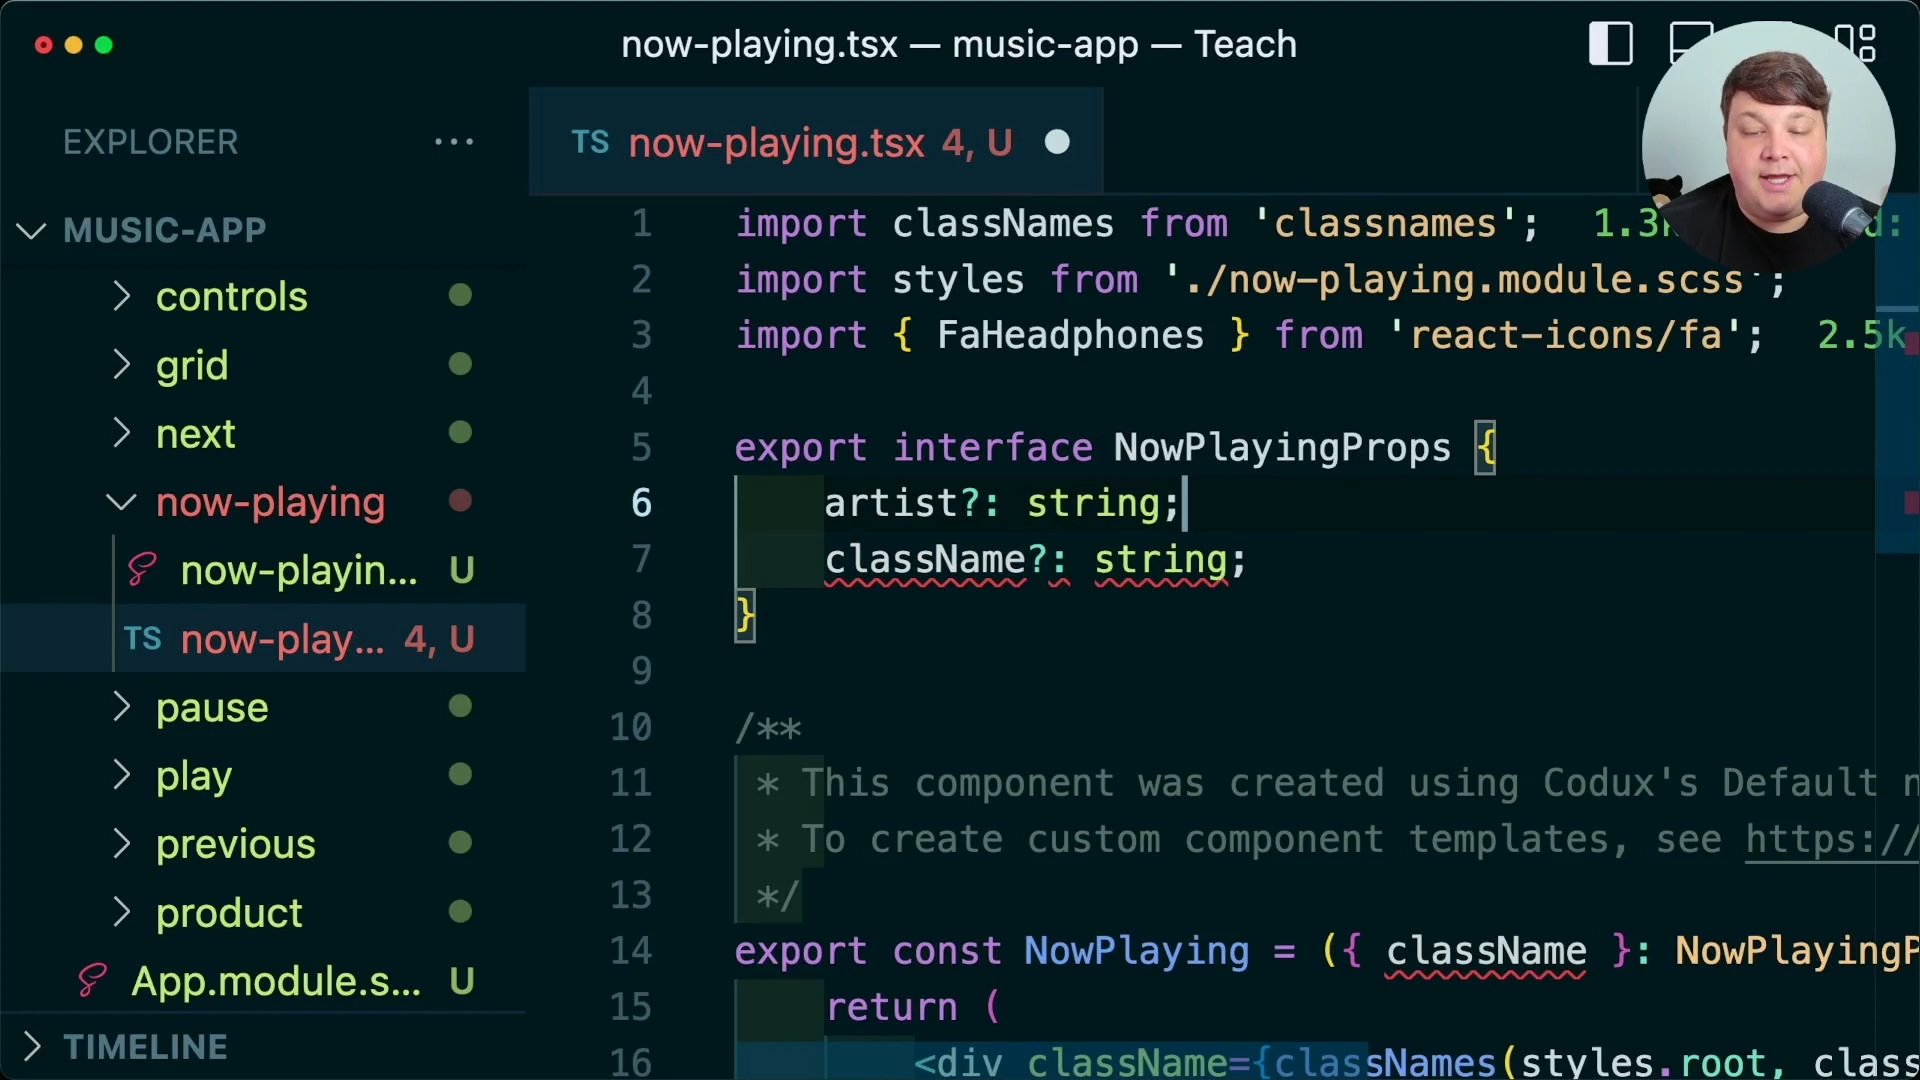 now-playing.tsx — music-app — Teach
EXPLORER ...
TS now-playing.tsx 4, U
MUSIC-APP
controls
grid
next
now-playing
now-playin... U
TS now-play... 4, U
pause
play
previous
product
App.module.s... U
TIMELINE
1 import classNames from 'classnames'; 1.3k d:
2 import styles from './now-playing.module.scss';
3 import { FaHeadphones } from 'react-icons/fa'; 2.5k
4
5 export interface NowPlayingProps {
6 artist?: string;
7 className?: string;
8 }
9
10 /**
11 * This component was created using Codux's Default n
12 * To create custom component templates, see https://
13 */
14 export const NowPlaying = ({ className }: NowPlayingP
15 return (
16 <div className={classNames(styles.root, class